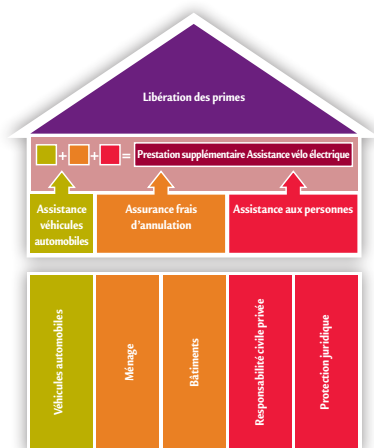 Libération des primes
+ + = Prestation supplémentaire Assistance vélo électrique
Assistance
véhicules
automobiles
Assurance frais
d’annulation
Assistance aux personnes
Véhicules automobiles
Ménage
Bâtiments
Responsabilité civile privée
Protection juridique